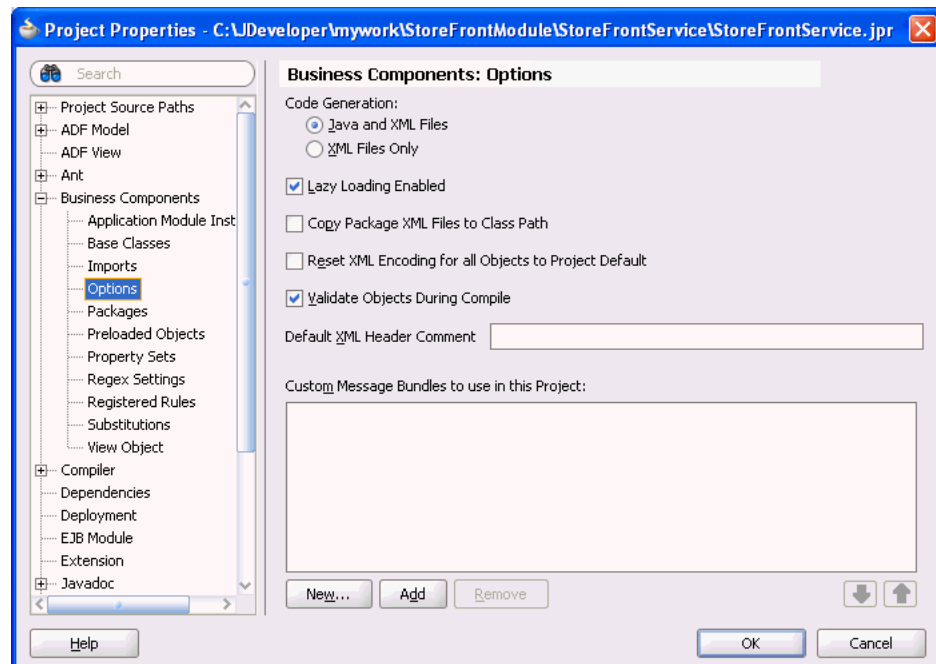 Project Properties - C:\JDeveloper\mywork\StoreFrontModule\StoreFrontService\StoreFrontService.jpr
Search
Project Source Paths
ADF Model
ADF View
Ant
Business Components
Application Module Inst
Base Classes
Imports
Options
Packages
Preloaded Objects
Property Sets
Regex Settings
Registered Rules
Substitutions
View Object
Compiler
Dependencies
Deployment
EJB Module
Extension
Javadoc
Business Components: Options
Code Generation:
Java and XML Files
XML Files Only
Lazy Loading Enabled
Copy Package XML Files to Class Path
Reset XML Encoding for all Objects to Project Default
Validate Objects During Compile
Default XML Header Comment
Custom Message Bundles to use in this Project:
New... Add Remove
Help OK Cancel